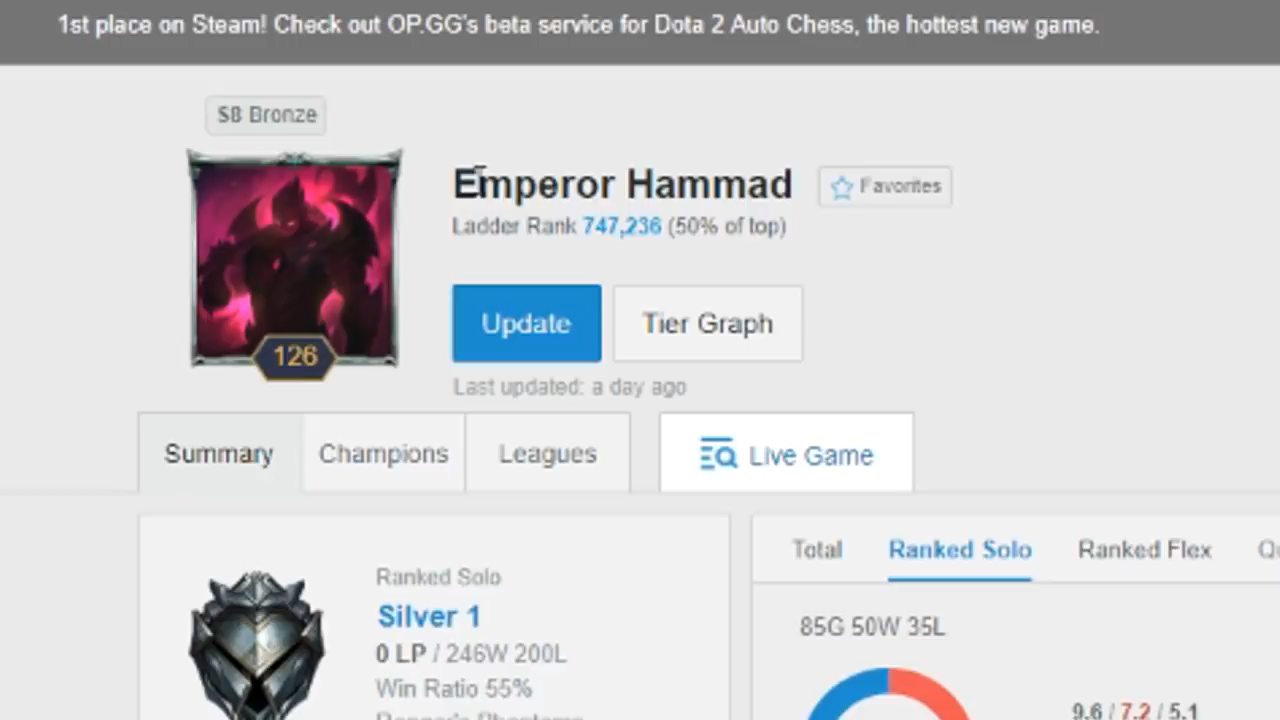 1st place on Steam! Check out OP.GG's beta service for Dota 2 Auto Chess, the hottest new game.
S8 Bronze
Emperor Hammad
Favorites
Ladder Rank 747,236 (50% of top)
Update
Tier Graph
126
Last updated: a day ago
Summary
Champions
Leagues
Live Game
Total
Ranked Solo
Ranked Flex
Ranked Solo
Silver 1
0 LP / 246W 200L
Win Ratio 55%
85G 50W 35L
9.6 / 7.2 / 5.1